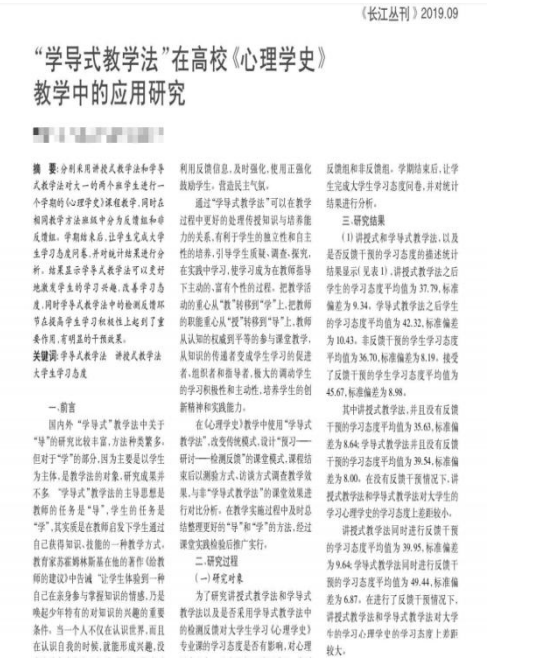 《长江丛刊》2019.09
“学导式教学法”在高校《心理学史》
教学中的应用研究
摘　要:分别采用讲授式教学法和学导
式教学法对大一的两个班学生进行一
个学期的《心理学史》课程教学,同时在
相同教学方法班级中分为反馈组和非
反馈组。学期结束后,让学生完成大学
生学习态度问卷,并对统计结果进行分
析。结果显示学导式教学法可以更好
地激发学生的学习兴趣,改善学习态
度,同时学导式教学法中的检测反馈环
节在提高学生学习积极性上起到了重
要作用,有明显的干预效果。
关键词:学导式教学法　讲授式教学法
大学生学习态度
一、前言
国内外“学导式”教学法中关于
“导”的研究比较丰富,方法种类繁多,
但对于“学”的部分,因为主要是以学生
为主体,是教学法的对象,研究成果并
不多。“学导式”教学法的主导思想是
教师的任务是“导”,学生的任务是
“学”,其实质是在教师启发下学生通过
自己获得知识、技能的一种教学方式。
教育家苏霍姆林斯基在他的著作《给教
师的建议》中告诫:“让学生体验到一种
自己在亲身参与掌握知识的情感,乃是
唤起少年特有的对知识的兴趣的重要
条件。当一个人不仅在认识世界,而且
在认识自我的时候,就能形成兴趣,没
利用反馈信息,及时强化,使用正强化
鼓励学生。营造民主气氛。
通过“学导式教学法”可以在教学
过程中更好的处理传授知识与培养能
力的关系,有利于学生的独立性和自主
性的培养,引导学生质疑、调查、探究,
在实践中学习,使学习成为在教师指导
下主动的、富有个性的过程。把教学活
动的重心从“教”转移到“学”上,把教师
的职能重心从“授”转移到“导”上,教师
从认知的权威到平等的参与课堂教学,
从知识的传递者变成学生学习的促进
者、组织者和指导者,极大的调动学生
的学习积极性和主动性,培养学生的创
新精神和实践能力。
在《心理学史》教学中使用“学导式
教学法”,改变传统模式,设计“预习——
研讨——检测反馈”的课堂模式,课程结
束后以测验方式、访谈方式调查教学效
果,与非“学导式教学法”的课堂效果进
行对比分析。在教学实施过程中及时总
结整理更好的“导”和“学”的方法,经过
课堂实践检验后推广实行。
二、研究过程
(一)研究对象
为了研究讲授式教学法和学导式
教学法以及是否采用学导式教学法中
的检测反馈对大学生学习《心理学史》
专业课的学习态度是否有影响,对心理
反馈组和非反馈组。学期结束后,让学
生完成大学生学习态度问卷,并对统计
结果进行分析。
三、研究结果
(1)讲授式和学导式教学法,以及
是否反馈干预的学习态度的描述统计
结果显示(见表1),讲授式教学法之后
学生的学习态度平均值为37.79,标准
偏差为9.34。学导式教学法之后学生
的学习态度平均值为42.32,标准偏差
为10.43。非反馈干预的学生学习态度
平均值为36.70,标准偏差为8.19。接受
了反馈干预的学生学习态度平均值为
45.67,标准偏差为8.98。
其中讲授式教学法,并且没有反馈
干预的学习态度平均值为35.63,标准偏
差为8.64;学导式教学法并且没有反馈
干预的学习态度平均值为39.54,标准偏
差为8.00。在没有反馈干预情况下,讲
授式教学法和学导式教学法对大学生的
学习心理学史的学习态度上差距较小。
讲授式教学法同时进行反馈干预
的学习态度平均值为39.95,标准偏差
为9.64;学导式教学法同时进行反馈干
预的学习态度平均值为49.44,标准偏
差为6.87。在进行了反馈干预情况下,
讲授式教学法和学导式教学法对大学
生的学习心理学史的学习态度上差距
较大。